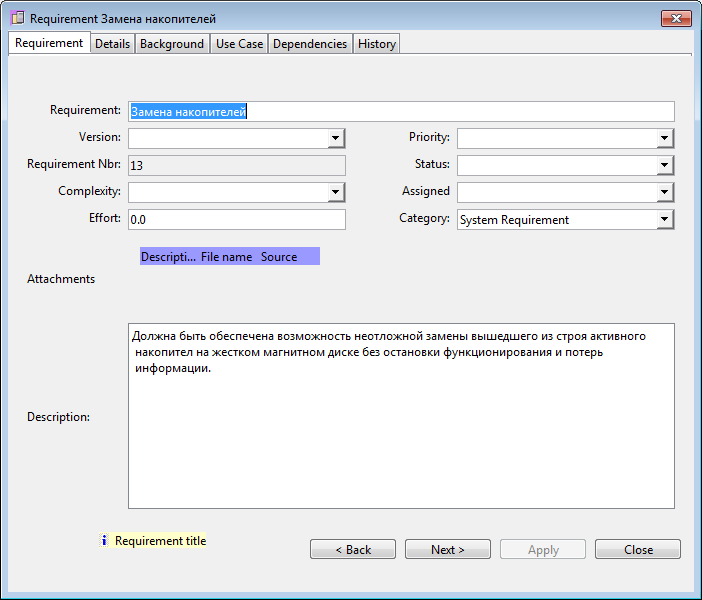 Requirement Замена накопителей
Requirement Details Background Use Case Dependencies History
Requirement: Замена накопителей
Version: Priority:
Requirement Nbr: 13 Status:
Complexity: Assigned
Effort: 0.0 Category: System Requirement
Descripti... File name Source
Attachments
Должна быть обеспечена возможность неотложной замены вышедшего из строя активного
накопител на жестком магнитном диске без остановки функционирования и потерь
информации.
Description:
i Requirement title
< Back Next > Apply Close